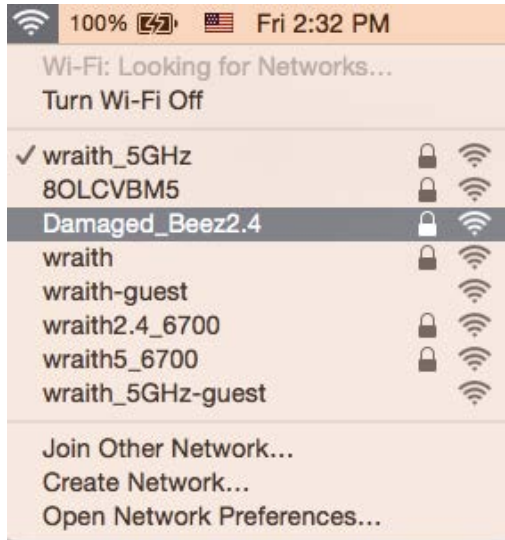 100% Fri 2:32 PM
Wi-Fi: Looking for Networks...
Turn Wi-Fi Off
wraith_5GHz
8OLCVBM5
Damaged_Beez2.4
wraith
wraith-guest
wraith2.4_6700
wraith5_6700
wraith_5GHz-guest
Join Other Network...
Create Network...
Open Network Preferences...